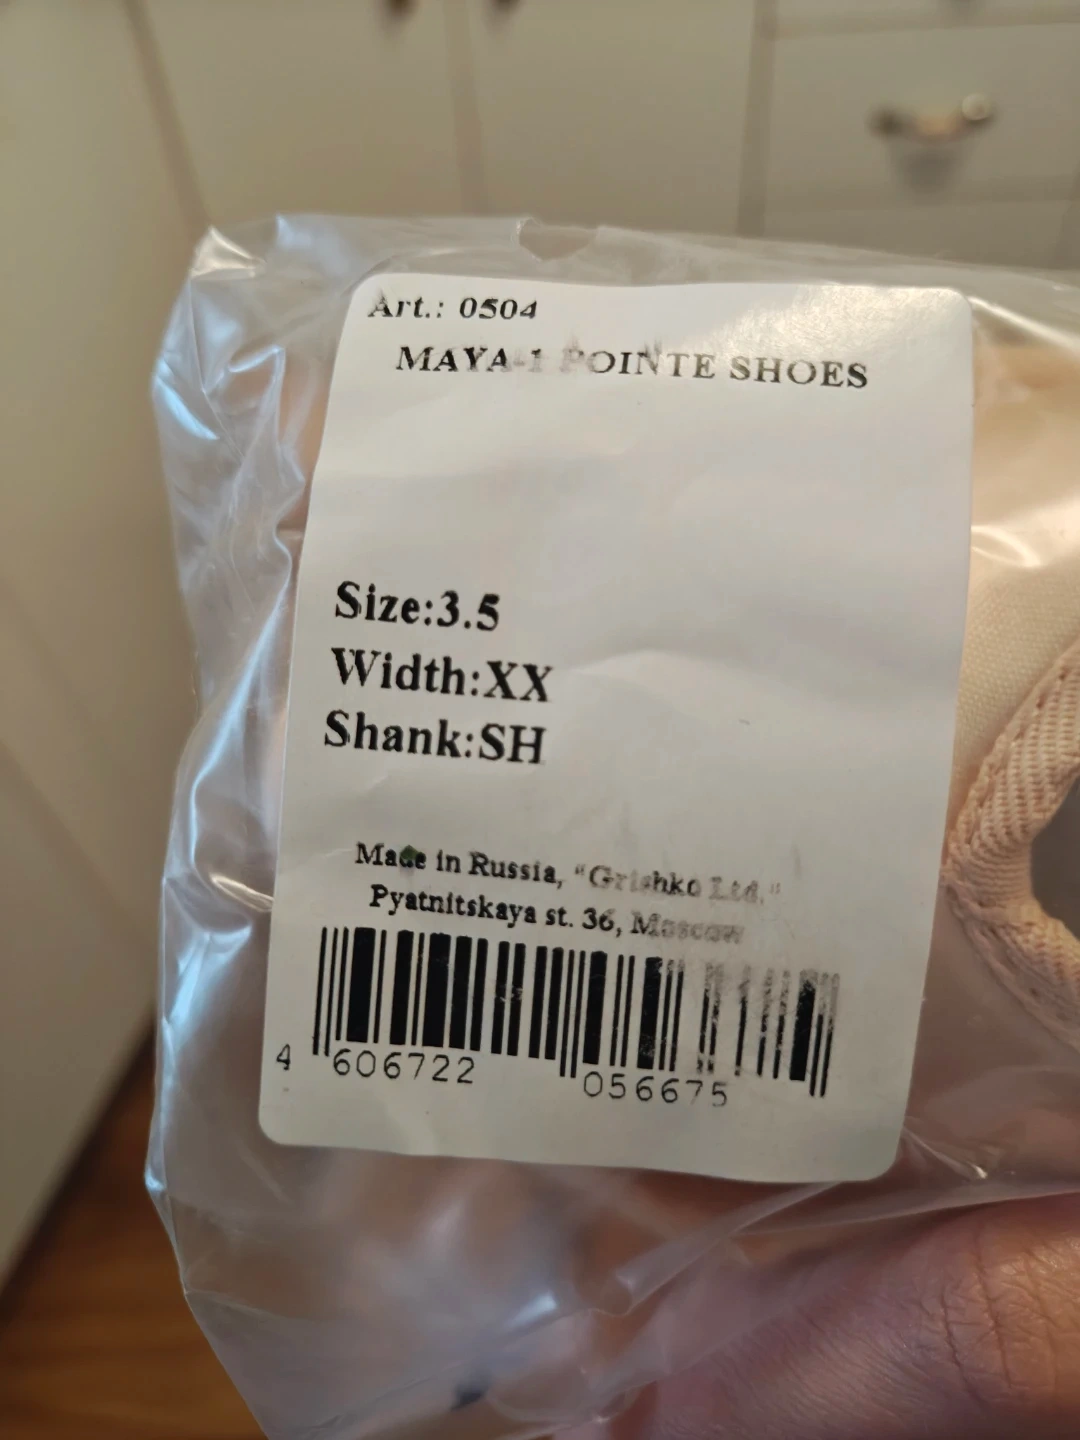 Art.: 0504
MAYA-1 POINTE SHOES
Size:3.5
Width:XX
Shank:SH
Made in Russia, "Grishko Ltd."
Pyatnitskaya st. 36, Moscow
4 606722 056675